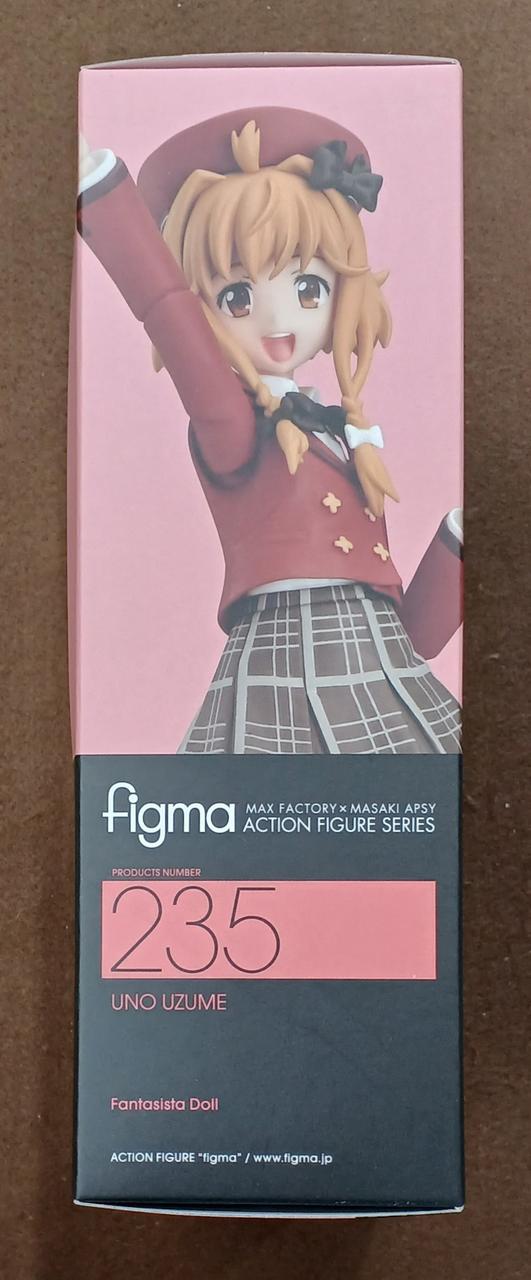 figma MAX FACTORY × MASAKI APSY
ACTION FIGURE SERIES
PRODUCTS NUMBER
235
UNO UZUME
Fantasista Doll
ACTION FIGURE "figma" / www.figma.jp